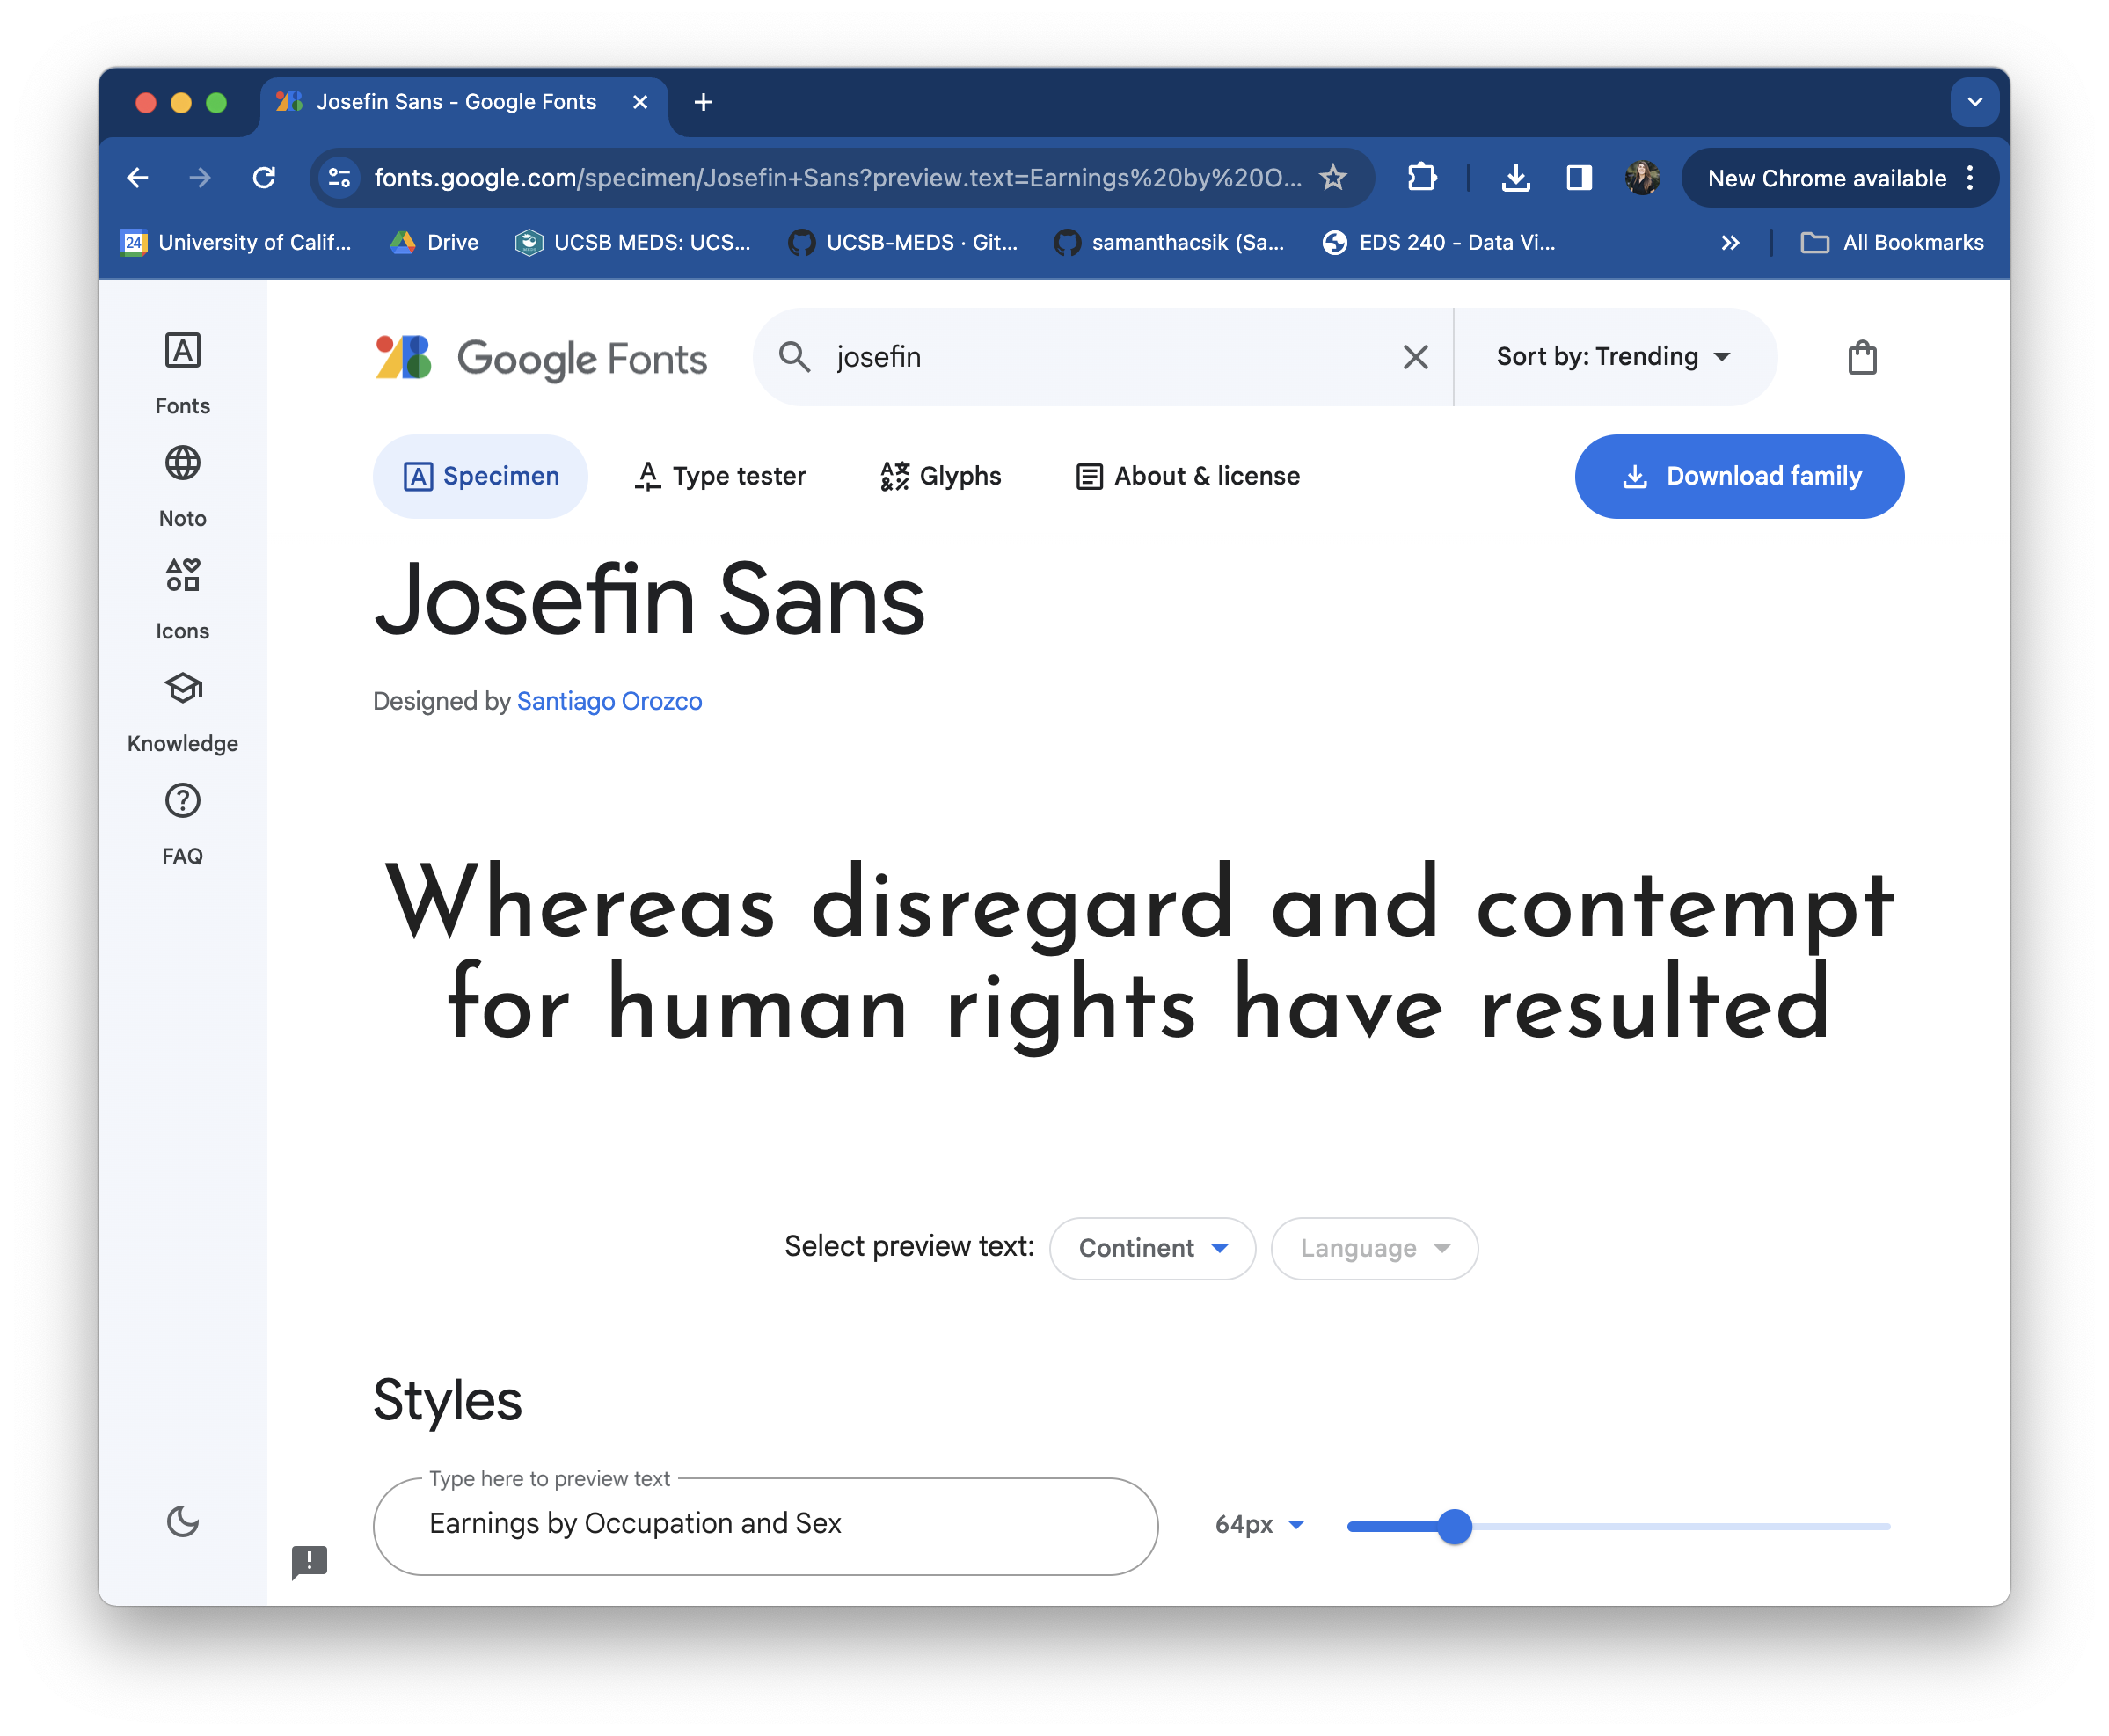 Josefin Sans - Google Fonts
fonts.google.com/specimen/Josefin+Sans?preview.text=Earnings%20by%20O...
New Chrome available
24 University of Calif...
Drive
UCSB MEDS: UCS...
UCSB-MEDS · Git...
samanthacsik (Sa...
EDS 240 - Data Vi...
All Bookmarks
Fonts
Noto
Icons
Knowledge
FAQ
Google Fonts
josefin
Sort by: Trending
Specimen
Type tester
Glyphs
About & license
Download family
Josefin Sans
Designed by Santiago Orozco
Whereas disregard and contempt
for human rights have resulted
Select preview text:
Continent
Language
Styles
Type here to preview text
Earnings by Occupation and Sex
64px